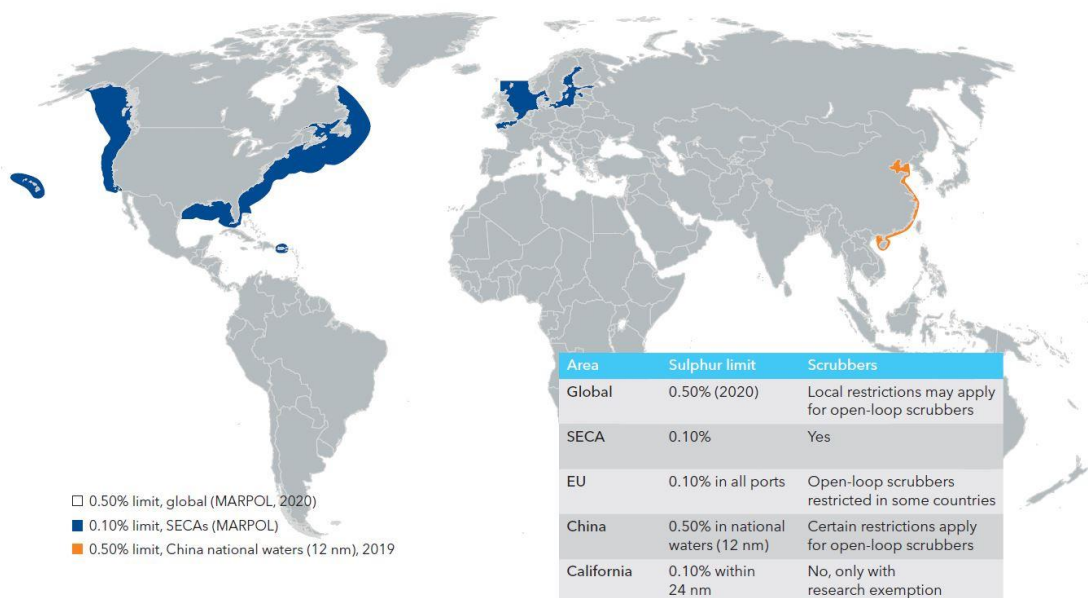 Area Sulphur limit Scrubbers
Global 0.50% (2020) Local restrictions may apply
for open-loop scrubbers
SECA 0.10% Yes
EU 0.10% in all ports Open-loop scrubbers
restricted in some countries
China 0.50% in national Certain restrictions apply
waters (12 nm) for open-loop scrubbers
California 0.10% within No, only with
24 nm research exemption
0.50% limit, global (MARPOL, 2020)
0.10% limit, SECAs (MARPOL)
0.50% limit, China national waters (12 nm), 2019